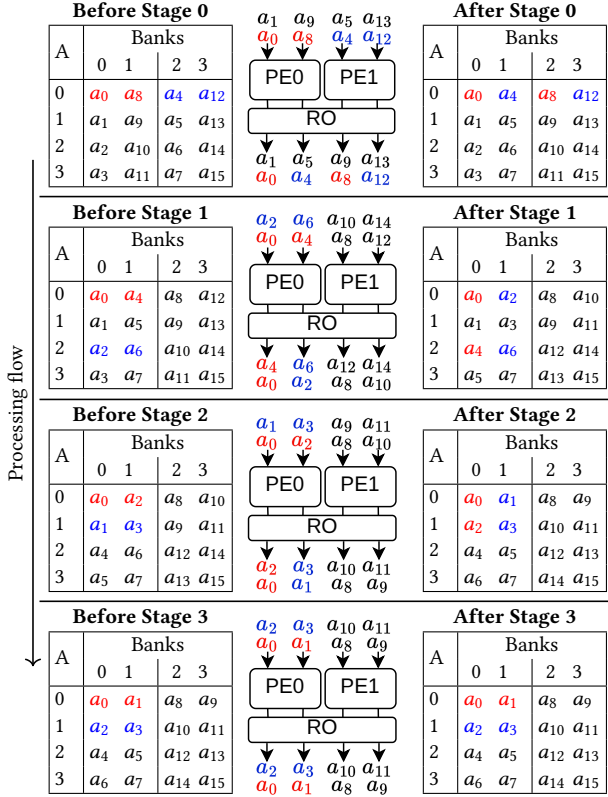 Processing flow
Before Stage 0
A Banks
0 1 2 3
0 a₀ a₈ a₄ a₁₂
1 a₁ a₉ a₅ a₁₃
2 a₂ a₁₀ a₆ a₁₄
3 a₃ a₁₁ a₇ a₁₅
a₁ a₉ a₅ a₁₃
a₀ a₈ a₄ a₁₂
PE0 PE1
RO
a₁ a₅ a₉ a₁₃
a₀ a₄ a₈ a₁₂
After Stage 0
A Banks
0 1 2 3
0 a₀ a₄ a₈ a₁₂
1 a₁ a₅ a₉ a₁₃
2 a₂ a₆ a₁₀ a₁₄
3 a₃ a₇ a₁₁ a₁₅
Before Stage 1
A Banks
0 1 2 3
0 a₀ a₄ a₈ a₁₂
1 a₁ a₅ a₉ a₁₃
2 a₂ a₆ a₁₀ a₁₄
3 a₃ a₇ a₁₁ a₁₅
a₂ a₆ a₁₀ a₁₄
a₀ a₄ a₈ a₁₂
PE0 PE1
RO
a₄ a₆ a₁₂ a₁₄
a₀ a₂ a₈ a₁₀
After Stage 1
A Banks
0 1 2 3
0 a₀ a₂ a₈ a₁₀
1 a₁ a₃ a₉ a₁₁
2 a₄ a₆ a₁₂ a₁₄
3 a₅ a₇ a₁₃ a₁₅
Before Stage 2
A Banks
0 1 2 3
0 a₀ a₂ a₈ a₁₀
1 a₁ a₃ a₉ a₁₁
2 a₄ a₆ a₁₂ a₁₄
3 a₅ a₇ a₁₃ a₁₅
a₁ a₃ a₉ a₁₁
a₀ a₂ a₈ a₁₀
PE0 PE1
RO
a₂ a₃ a₁₀ a₁₁
a₀ a₁ a₈ a₉
After Stage 2
A Banks
0 1 2 3
0 a₀ a₁ a₈ a₉
1 a₂ a₃ a₁₀ a₁₁
2 a₄ a₅ a₁₂ a₁₃
3 a₆ a₇ a₁₄ a₁₅
Before Stage 3
A Banks
0 1 2 3
0 a₀ a₁ a₈ a₉
1 a₂ a₃ a₁₀ a₁₁
2 a₄ a₅ a₁₂ a₁₃
3 a₆ a₇ a₁₄ a₁₅
a₂ a₃ a₁₀ a₁₁
a₀ a₁ a₈ a₉
PE0 PE1
RO
a₂ a₃ a₁₀ a₁₁
a₀ a₁ a₈ a₉
After Stage 3
A Banks
0 1 2 3
0 a₀ a₁ a₈ a₉
1 a₂ a₃ a₁₀ a₁₁
2 a₄ a₅ a₁₂ a₁₃
3 a₆ a₇ a₁₄ a₁₅